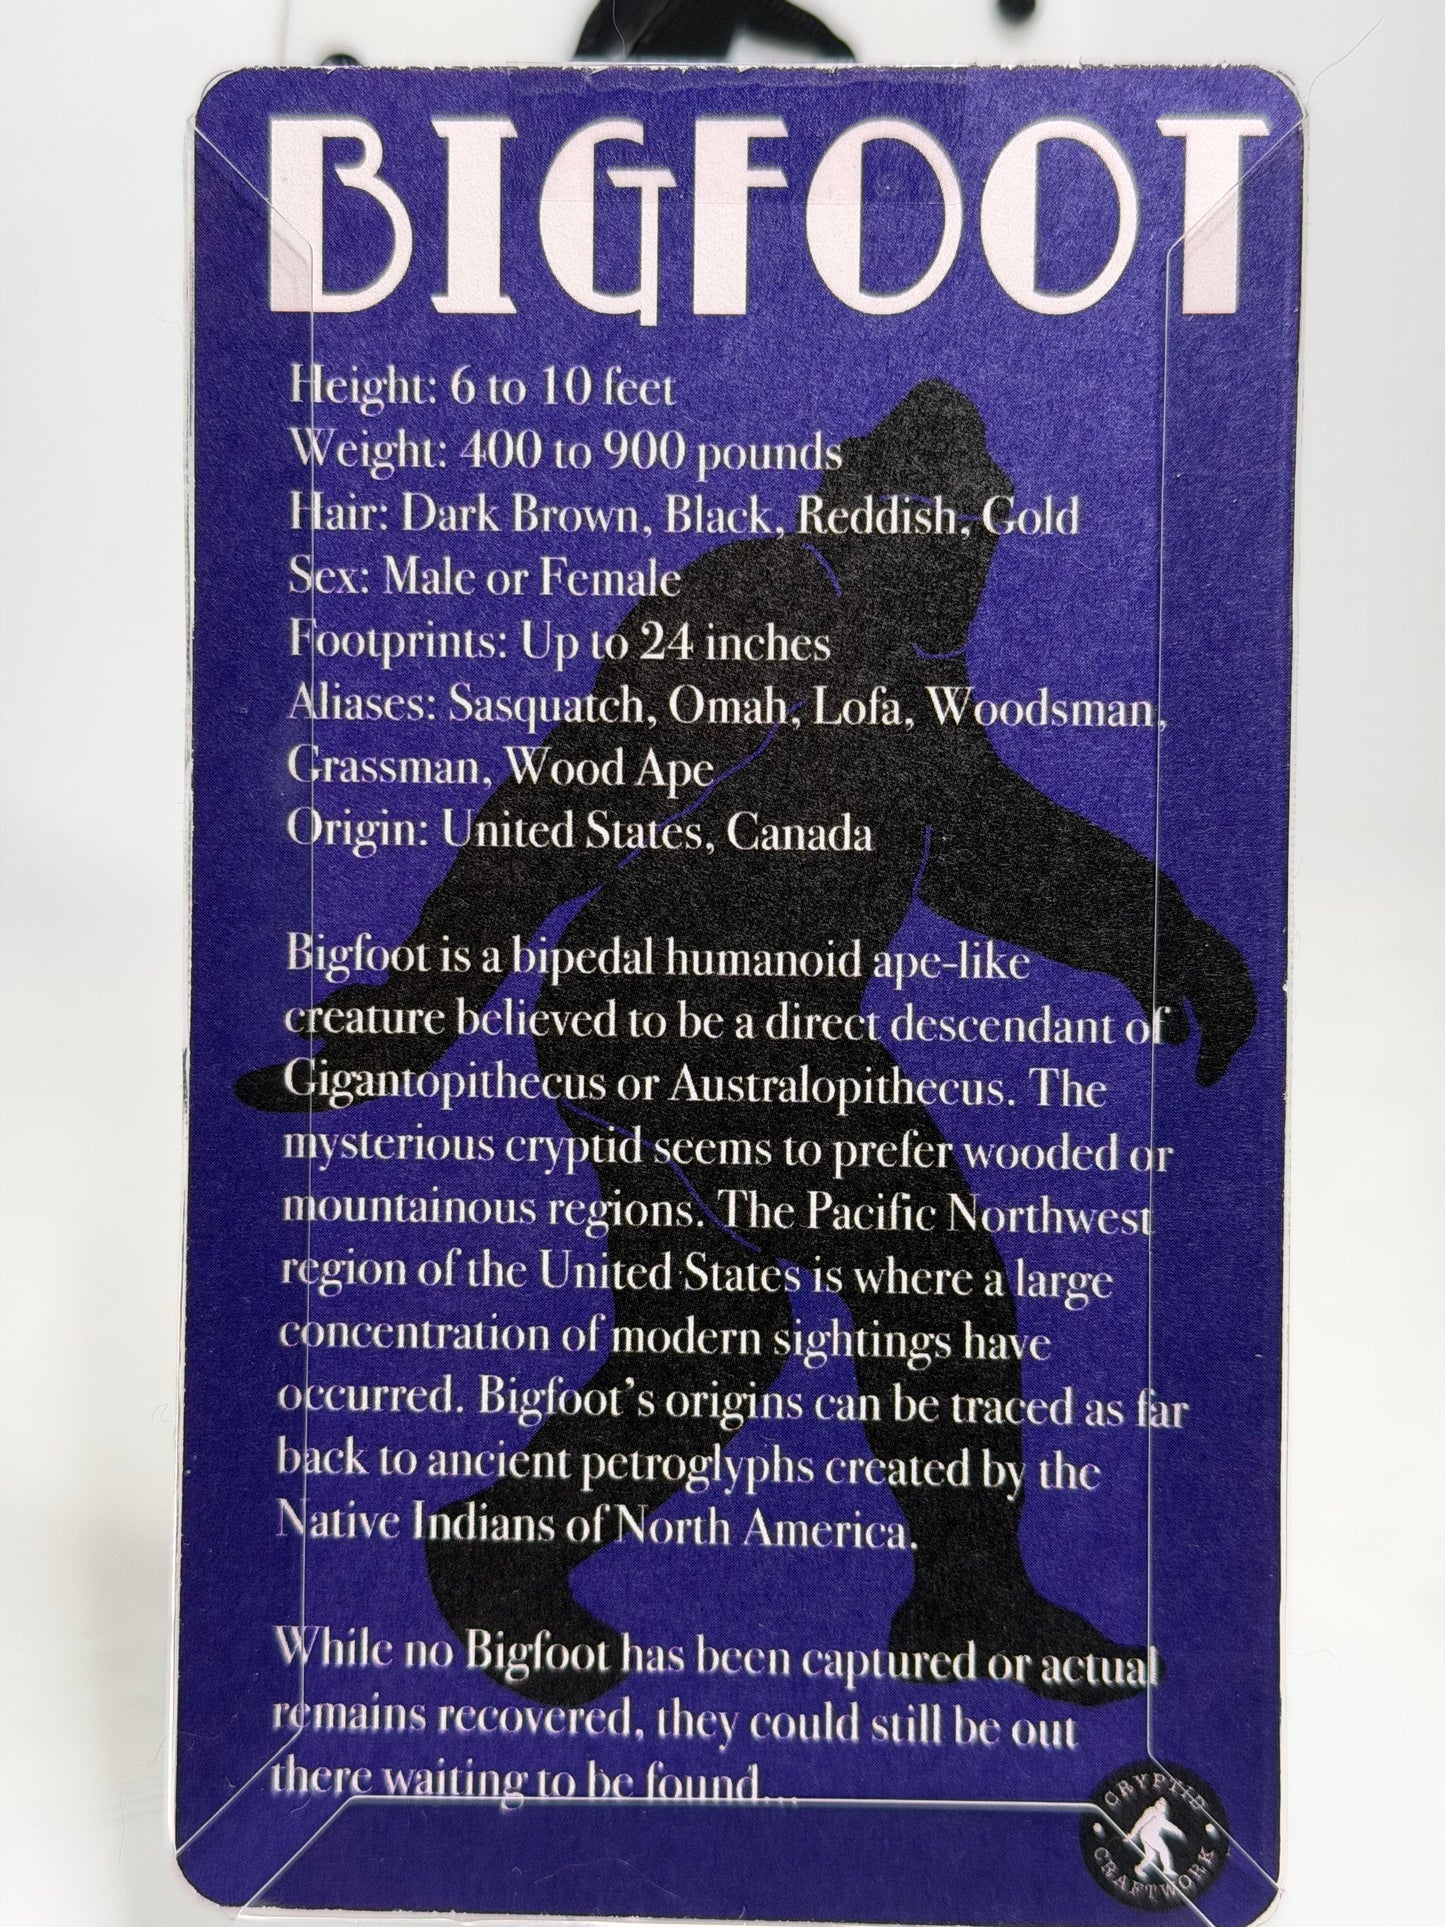 BIGFOOT
Height: 6 to 10 feet
Weight: 400 to 900 pounds
Hair: Dark Brown, Black, Reddish, Gold
Sex: Male or Female
Footprints: Up to 24 inches
Aliases: Sasquatch, Omah, Lofa, Woodsman,
Grassman, Wood Ape
Origin: United States, Canada
Bigfoot is a bipedal humanoid ape-like
creature believed to be a direct descendant of
Gigantopithecus or Australopithecus. The
mysterious cryptid seems to prefer wooded or
mountainous regions. The Pacific Northwest
region of the United States is where a large
concentration of modern sightings have
occurred. Bigfoot's origins can be traced as far
back to ancient petroglyphs created by the
Native Indians of North America.
While no Bigfoot has been captured or actual
remains recovered, they could still be out
there waiting to be found...
CRYPTID
CRAFTWORK